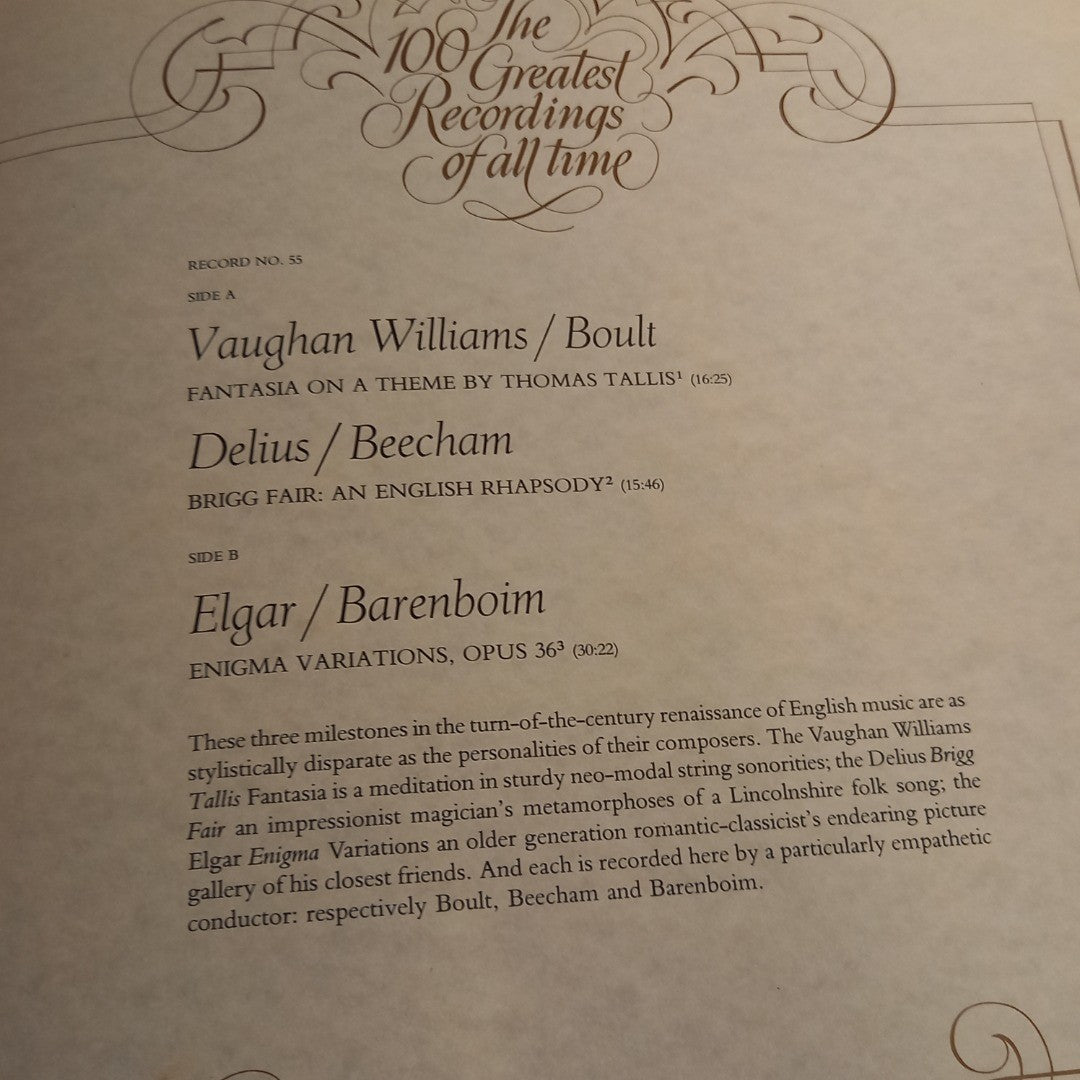 The
100 Greatest
Recordings
of all time
RECORD NO. 55
SIDE A
Vaughan Williams / Boult
FANTASIA ON A THEME BY THOMAS TALLIS¹ (16:25)
Delius / Beecham
BRIGG FAIR: AN ENGLISH RHAPSODY² (15:46)
SIDE B
Elgar / Barenboim
ENIGMA VARIATIONS, OPUS 36³ (30:22)
These three milestones in the turn-of-the-century renaissance of English music are as
stylistically disparate as the personalities of their composers. The Vaughan Williams
Tallis Fantasia is a meditation in sturdy neo-modal string sonorities; the Delius Brigg
Fair an impressionist magician's metamorphoses of a Lincolnshire folk song; the
Elgar Enigma Variations an older generation romantic-classicist's endearing picture
gallery of his closest friends. And each is recorded here by a particularly empathetic
conductor: respectively Boult, Beecham and Barenboim.